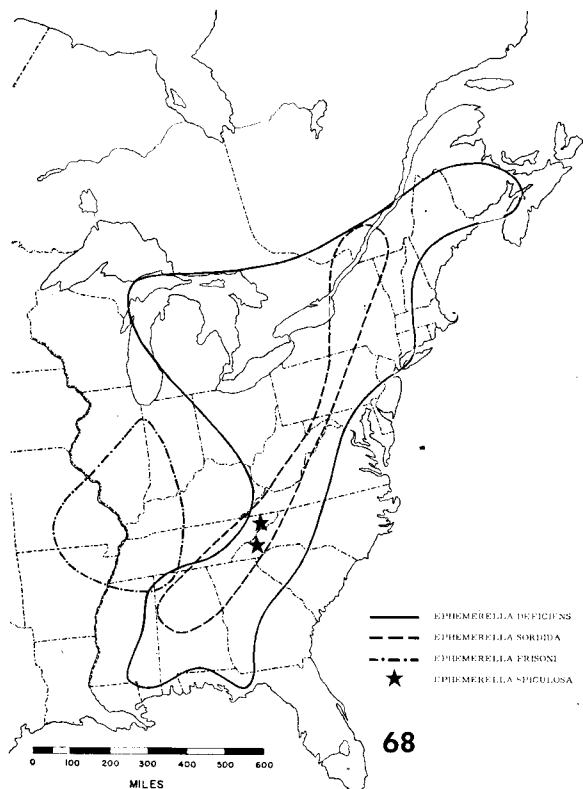 EPHEMERELLA DEFICIENS
EPHEMERELLA SORDIDA
EPHEMERELLA FRISONI
EPHEMERELLA SPICULOSA
68
0 100 200 300 400 500 600
MILES